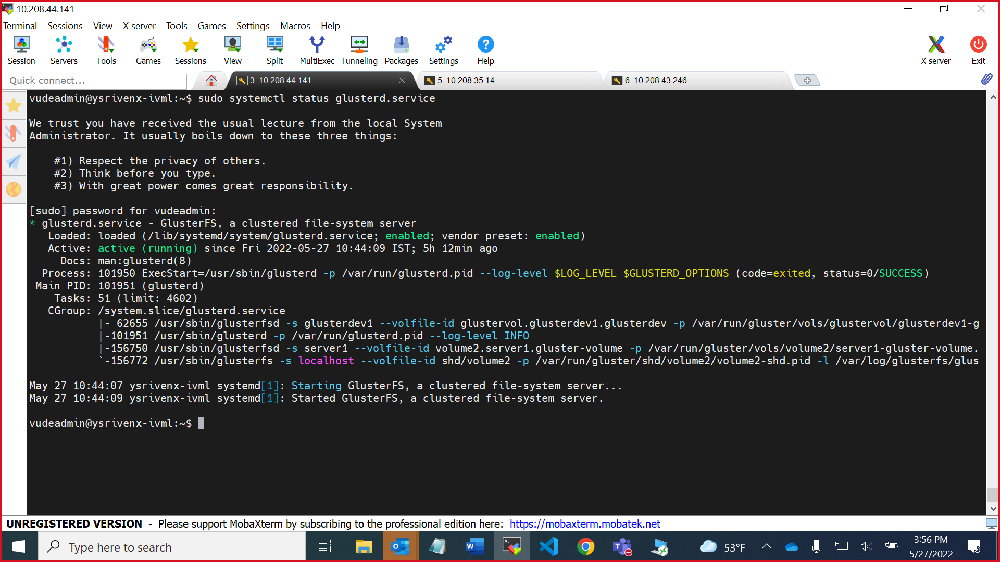 10.208.44.141
Terminal Sessions View X server Tools Games Settings Macros Help
Session Servers Tools Games Sessions View Split MultiExec Tunneling Packages Settings Help X server Exit
Quick connect... 3. 10.208.44.141 5. 10.208.35.14 6. 10.208.43.246
vudeadmin@ysrivenx-ivml:~$ sudo systemctl status glusterd.service
We trust you have received the usual lecture from the local System
Administrator. It usually boils down to these three things:
#1) Respect the privacy of others.
#2) Think before you type.
#3) With great power comes great responsibility.
[sudo] password for vudeadmin:
* glusterd.service - GlusterFS, a clustered file-system server
Loaded: loaded (/lib/systemd/system/glusterd.service; enabled; vendor preset: enabled)
Active: active (running) since Fri 2022-05-27 10:44:09 IST; 5h 12min ago
Docs: man:glusterd(8)
Process: 101950 ExecStart=/usr/sbin/glusterd -p /var/run/glusterd.pid --log-level $LOG_LEVEL $GLUSTERD_OPTIONS (code=exited, status=0/SUCCESS)
Main PID: 101951 (glusterd)
Tasks: 51 (limit: 4602)
CGroup: /system.slice/glusterd.service
|- 62655 /usr/sbin/glusterfsd -s glusterdev1 --volfile-id glustervol.glusterdev1.glusterdev -p /var/run/gluster/vols/glustervol/glusterdev1-g
|-101951 /usr/sbin/glusterd -p /var/run/glusterd.pid --log-level INFO
|-156750 /usr/sbin/glusterfsd -s server1 --volfile-id volume2.server1.gluster-volume -p /var/run/gluster/vols/volume2/server1-gluster-volume.
`-156772 /usr/sbin/glusterfs -s localhost --volfile-id shd/volume2 -p /var/run/gluster/shd/volume2/volume2-shd.pid -l /var/log/glusterfs/glus
May 27 10:44:07 ysrivenx-ivml systemd[1]: Starting GlusterFS, a clustered file-system server...
May 27 10:44:09 ysrivenx-ivml systemd[1]: Started GlusterFS, a clustered file-system server.
vudeadmin@ysrivenx-ivml:~$
UNREGISTERED VERSION - Please support MobaXterm by subscribing to the professional edition here: https://mobaxterm.mobatek.net
Type here to search 53°F 3:56 PM
5/27/2022